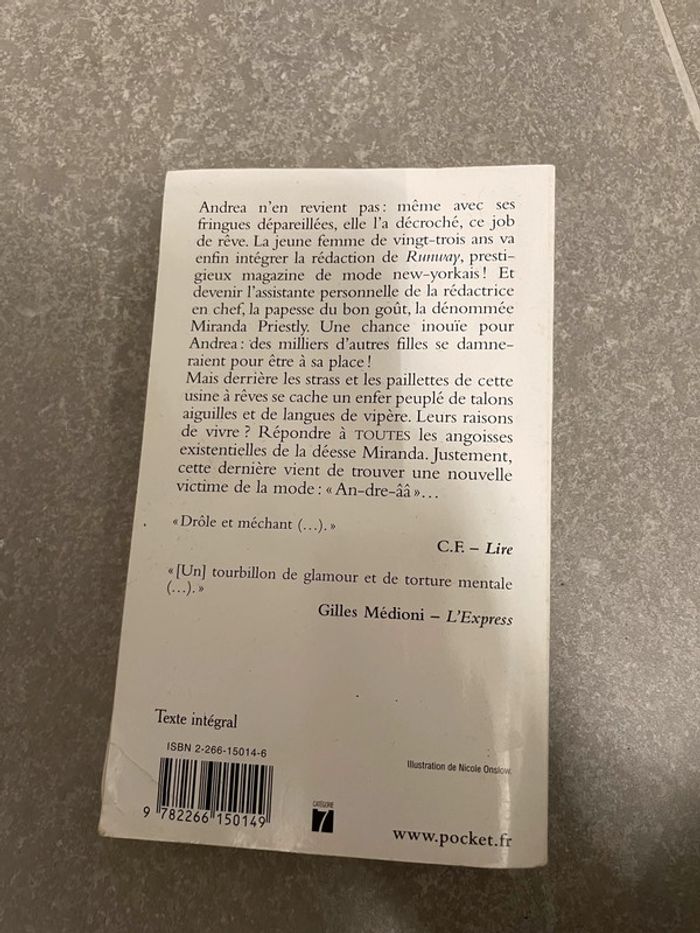 Andrea n'en revient pas : même avec ses
fringues dépareillées, elle l'a décroché, ce job
de rêve. La jeune femme de vingt-trois ans va
enfin intégrer la rédaction de Runway, presti-
gieux magazine de mode new-yorkais ! Et
devenir l'assistante personnelle de la rédactrice
en chef, la papesse du bon goût, la dénommée
Miranda Priestly. Une chance inouïe pour
Andrea : des milliers d'autres filles se damne-
raient pour être à sa place !
Mais derrière les strass et les paillettes de cette
usine à rêves se cache un enfer peuplé de talons
aiguilles et de langues de vipère. Leurs raisons
de vivre ? Répondre à TOUTES les angoisses
existentielles de la déesse Miranda. Justement,
cette dernière vient de trouver une nouvelle
victime de la mode : « An-dre-ââ »...
« Drôle et méchant (...). »
C.F. – Lire
« [Un] tourbillon de glamour et de torture mentale
(...). »
Gilles Médioni – L'Express
Texte intégral
ISBN 2-266-15014-6
Illustration de Nicole Onslow.
9 782266 150149
CATÉGORIE
7
www.pocket.fr